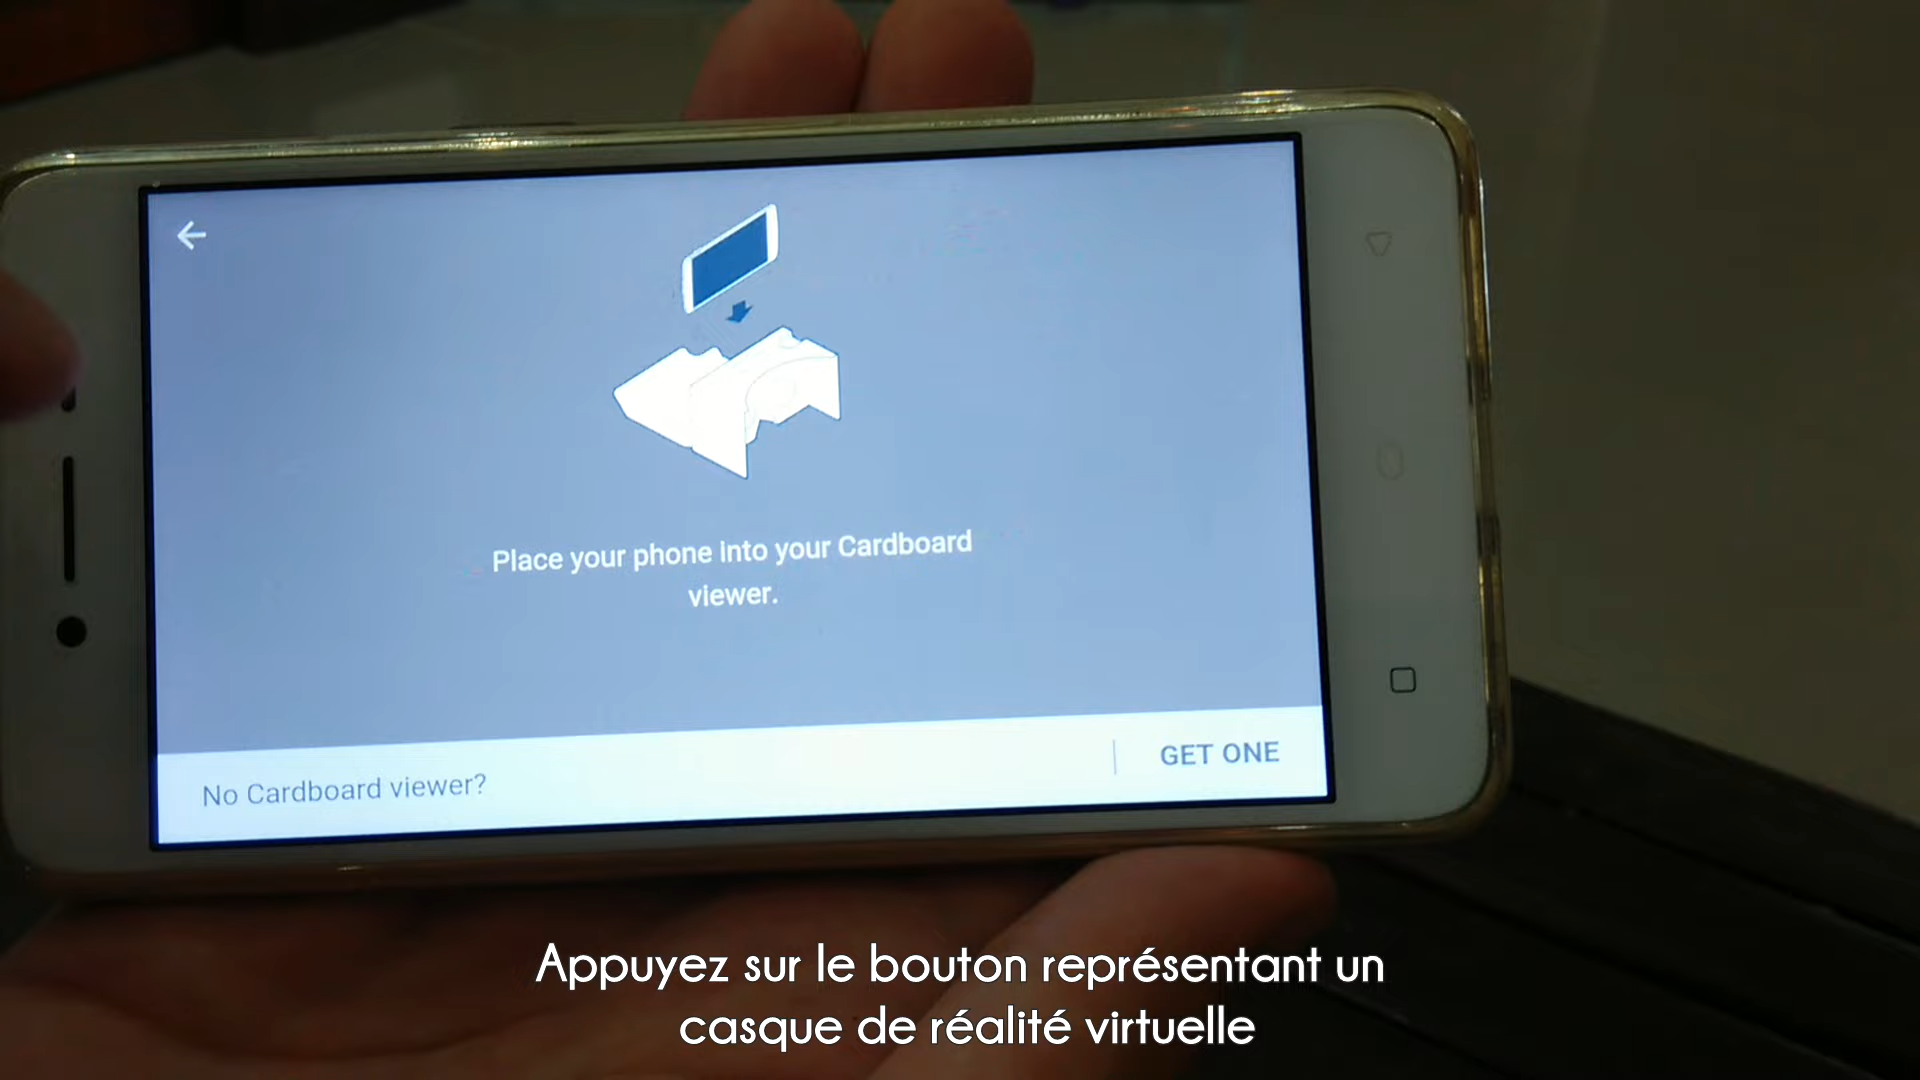 Place your phone into your Cardboard
viewer.
No Cardboard viewer?
GET ONE
Appuyez sur le bouton représentant un
casque de réalité virtuelle